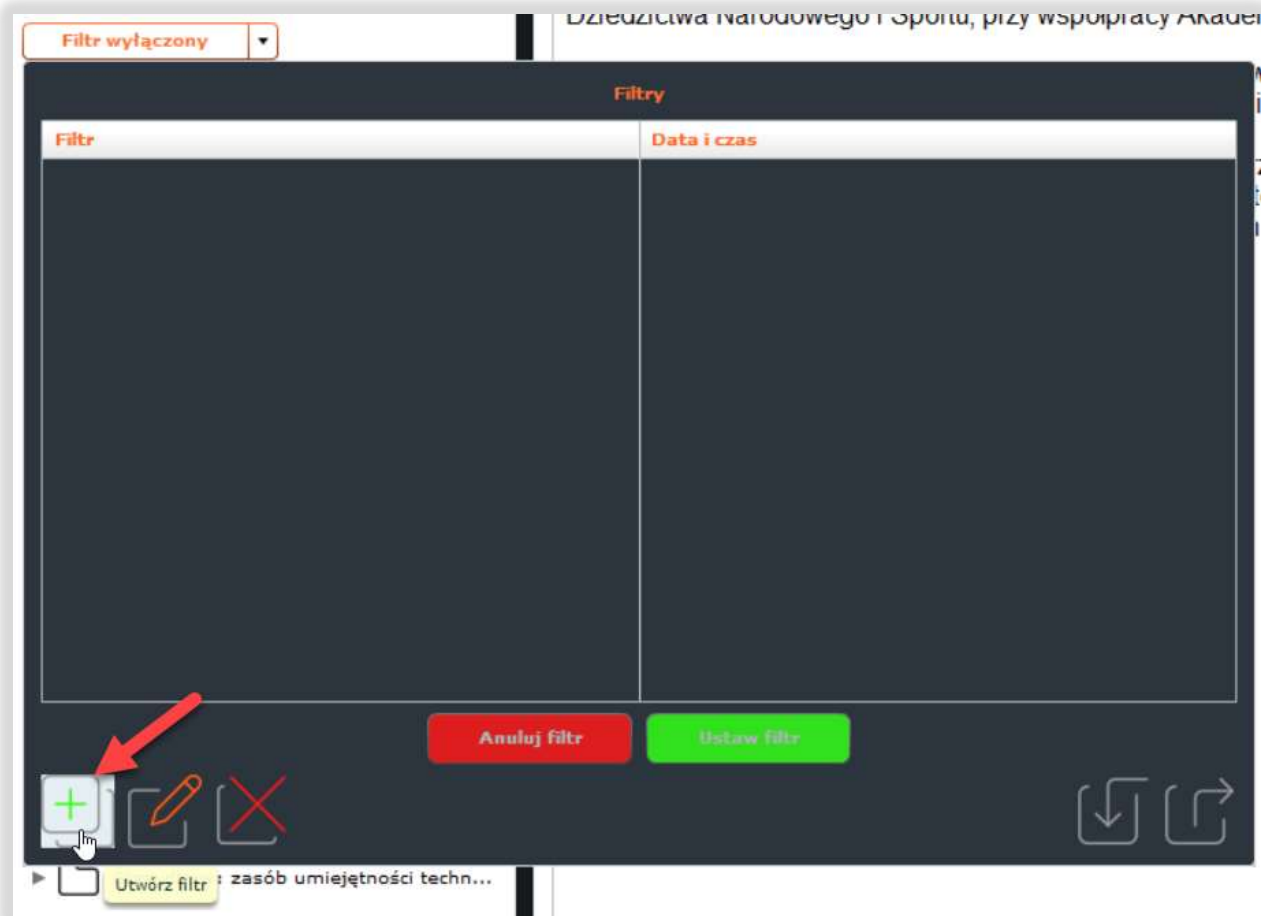 Dziedzictwa Narodowego i Sportu, przy współpracy Akade
Filtr wyłączony
Filtry
Filtr
Data i czas
Anuluj filtr
Ustaw filtr
Utwórz filtr
: zasób umiejętności techn...